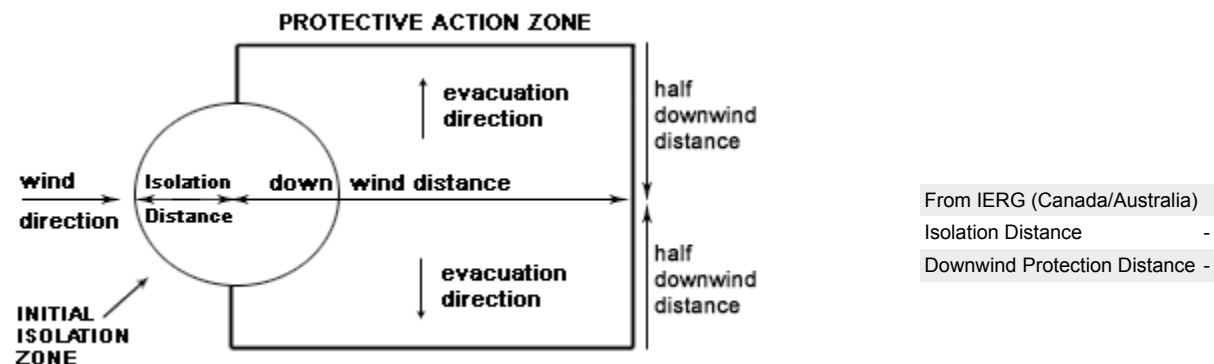 PROTECTIVE ACTION ZONE
evacuation
direction
half
downwind
distance
wind
direction
Isolation
Distance
down wind distance
evacuation
direction
half
downwind
distance
INITIAL
ISOLATION
ZONE
From IERG (Canada/Australia)
Isolation Distance -
Downwind Protection Distance -